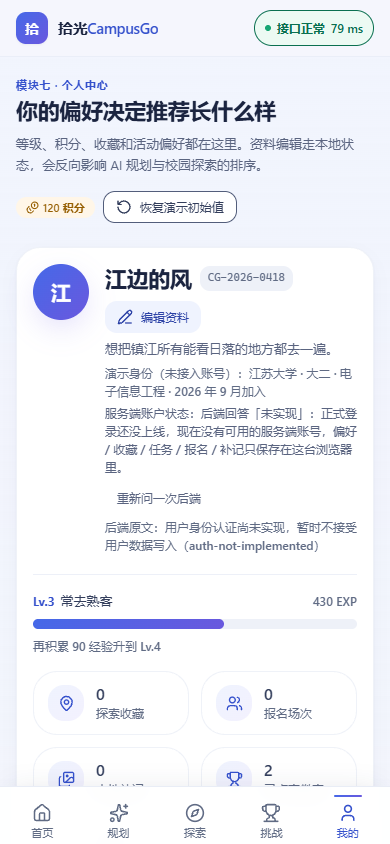 拾
拾光CampusGo
接口正常 79 ms
模块七 · 个人中心
你的偏好决定推荐长什么样
等级、积分、收藏和活动偏好都在这里。资料编辑走本地状
态，会反向影响 AI 规划与校园探索的排序。
120 积分
恢复演示初始值
江
江边的风
CG-2026-0418
编辑资料
想把镇江所有能看日落的地方都去一遍。
演示身份（未接入账号）：江苏大学 · 大二 · 电
子信息工程 · 2026 年 9 月加入
服务端账户状态：后端回答「未实现」：正式登
录还没上线，现在没有可用的服务端账号，偏好
/ 收藏 / 任务 / 报名 / 补记只保存在这台浏览器
里。
重新问一次后端
后端原文：用户身份认证尚未实现，暂时不接受
用户数据写入（auth-not-implemented）
Lv.3 常去熟客
430 EXP
再积累 90 经验升到 Lv.4
0
探索收藏
0
报名场次
0
2
首页
规划
探索
挑战
我的